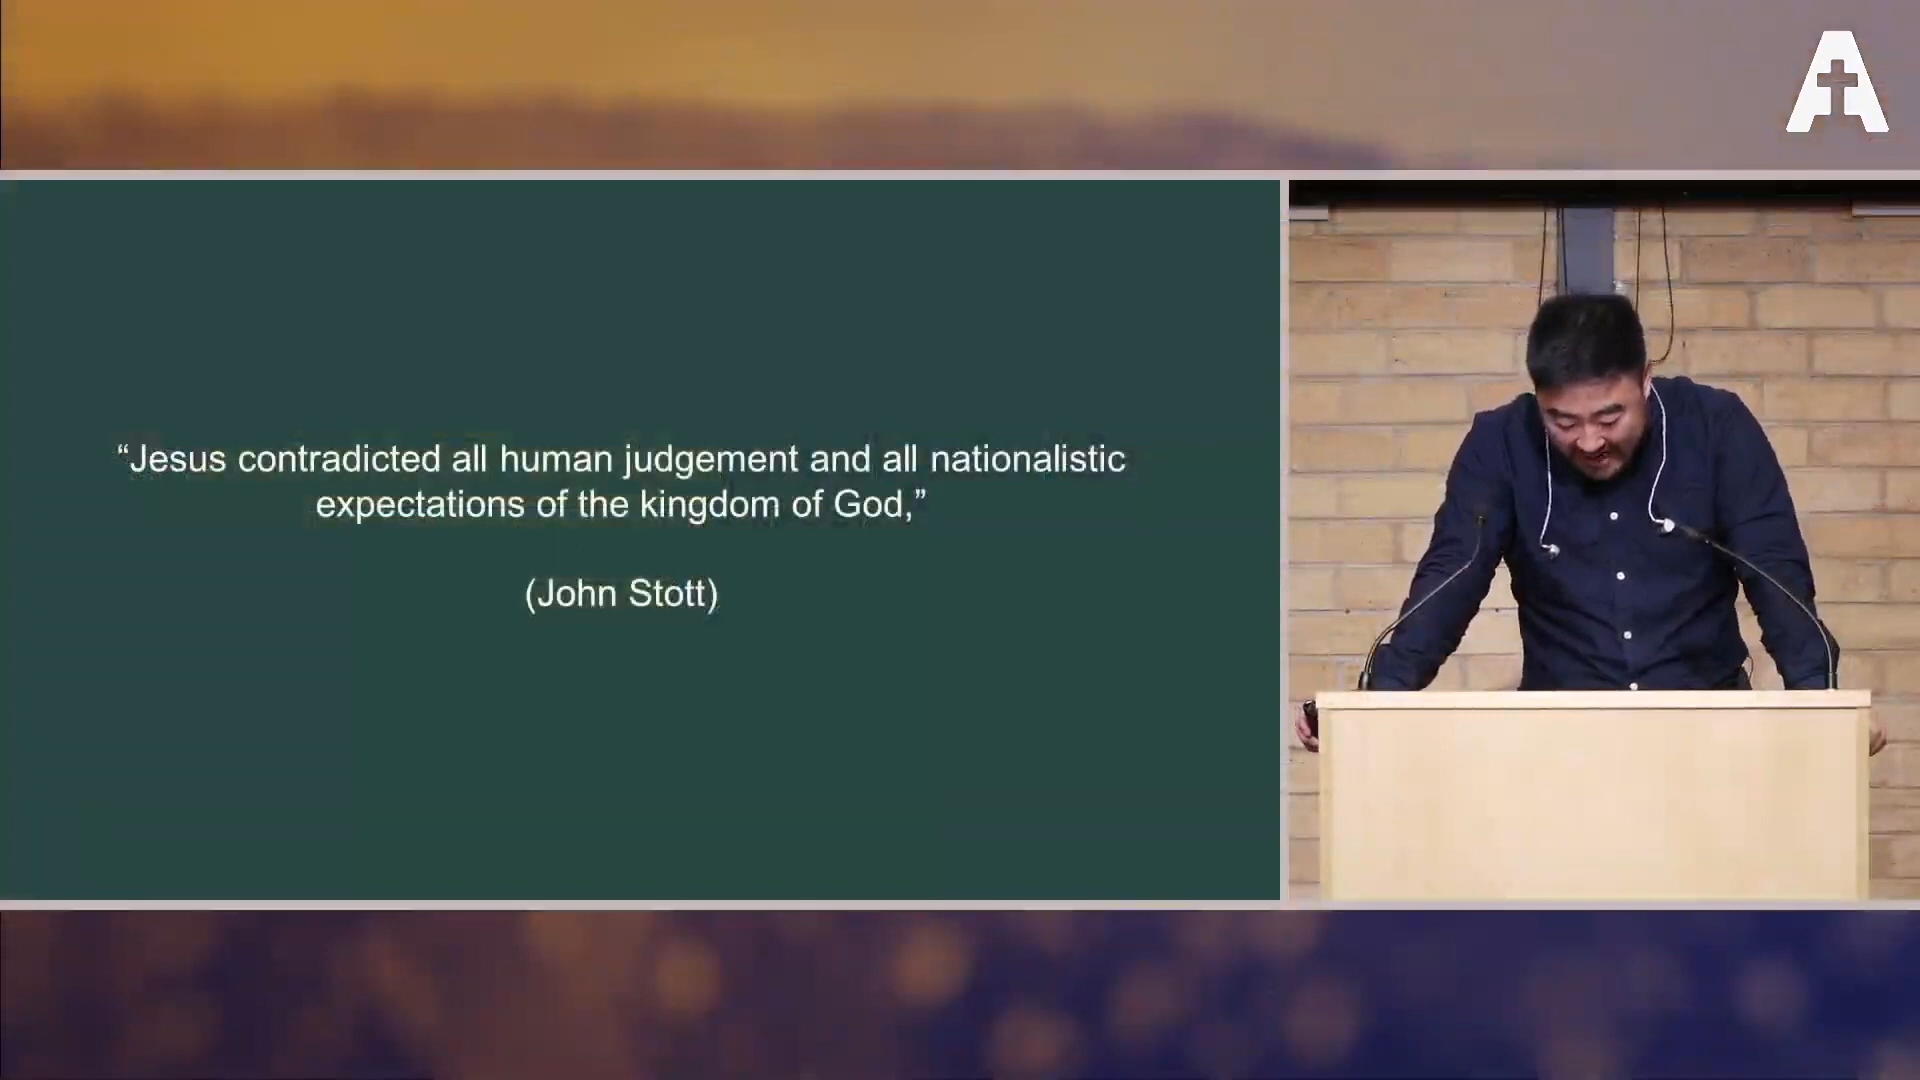 “Jesus contradicted all human judgement and all nationalistic
expectations of the kingdom of God,”
(John Stott)
A